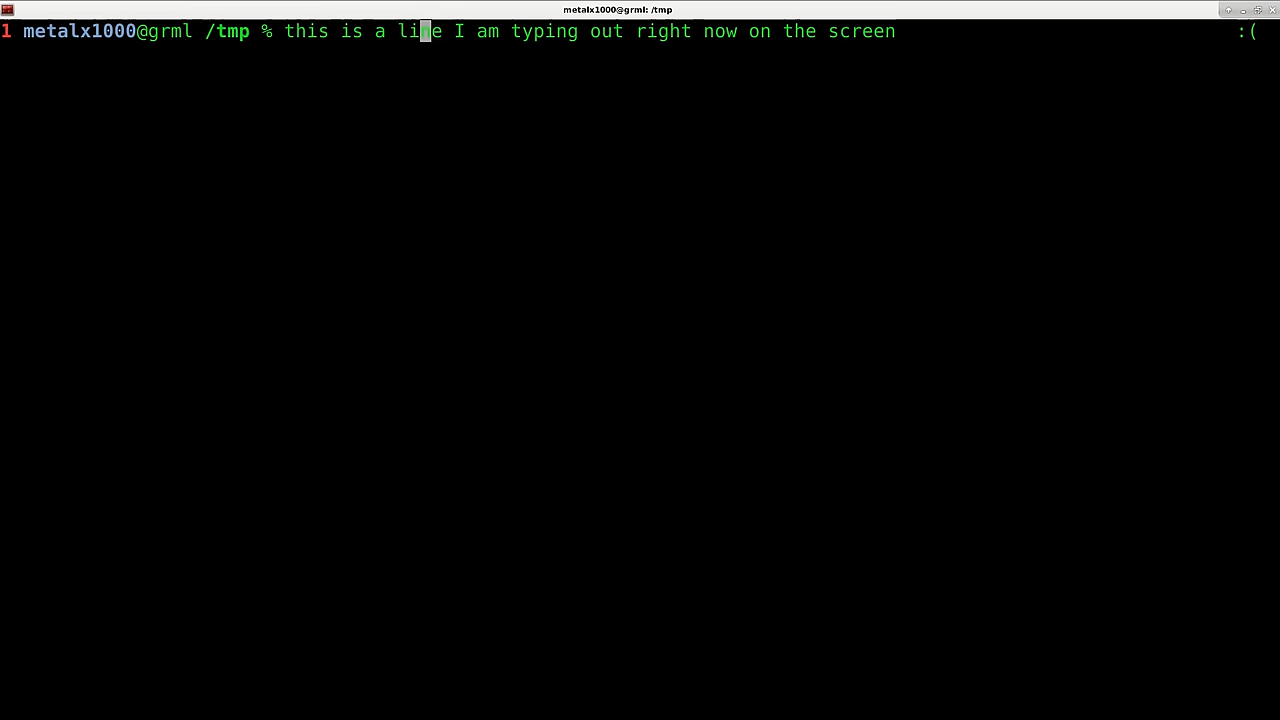 metalx1000@grml: /tmp
1 metalx1000@grml /tmp % this is a line I am typing out right now on the screen :(